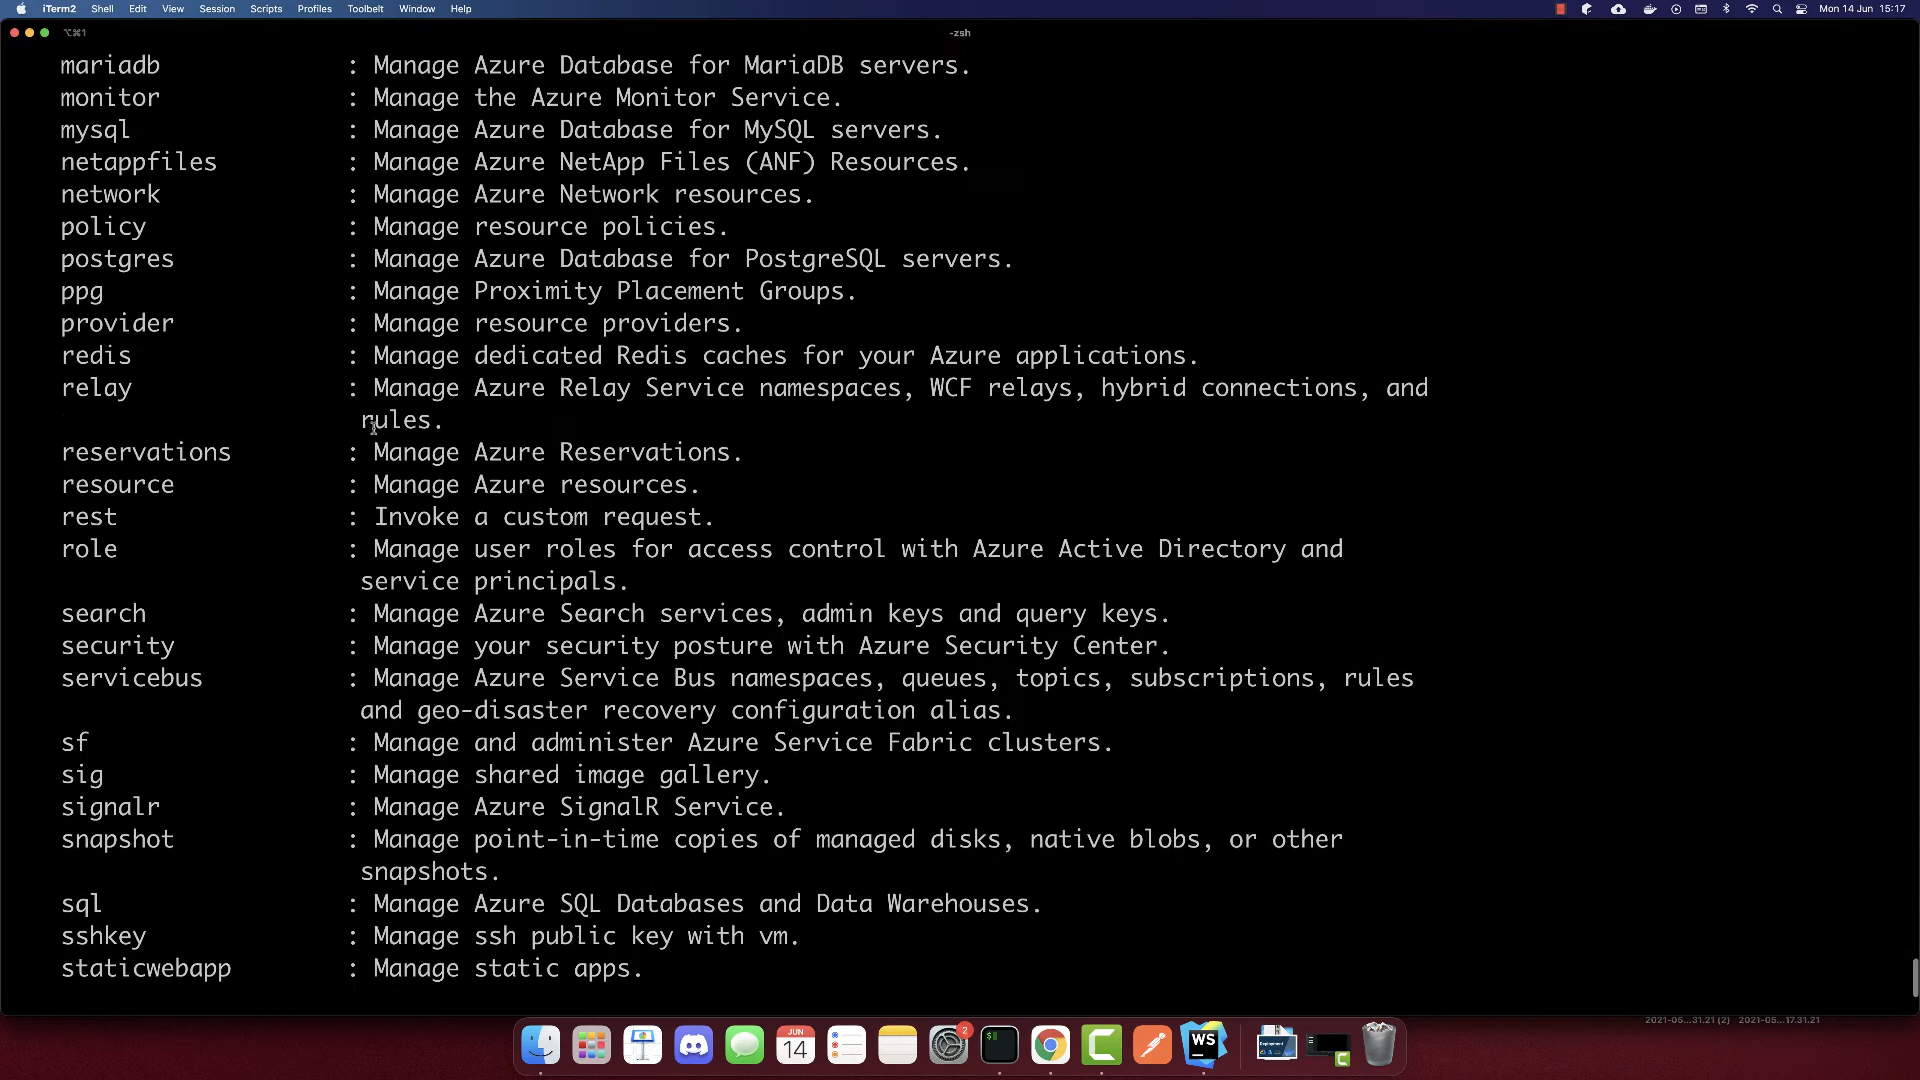 iTerm2 Shell Edit View Session Scripts Profiles Toolbelt Window Help Mon 14 Jun 15:17
⌥⌘1 -zsh
mariadb : Manage Azure Database for MariaDB servers.
monitor : Manage the Azure Monitor Service.
mysql : Manage Azure Database for MySQL servers.
netappfiles : Manage Azure NetApp Files (ANF) Resources.
network : Manage Azure Network resources.
policy : Manage resource policies.
postgres : Manage Azure Database for PostgreSQL servers.
ppg : Manage Proximity Placement Groups.
provider : Manage resource providers.
redis : Manage dedicated Redis caches for your Azure applications.
relay : Manage Azure Relay Service namespaces, WCF relays, hybrid connections, and
rules.
reservations : Manage Azure Reservations.
resource : Manage Azure resources.
rest : Invoke a custom request.
role : Manage user roles for access control with Azure Active Directory and
service principals.
search : Manage Azure Search services, admin keys and query keys.
security : Manage your security posture with Azure Security Center.
servicebus : Manage Azure Service Bus namespaces, queues, topics, subscriptions, rules
and geo-disaster recovery configuration alias.
sf : Manage and administer Azure Service Fabric clusters.
sig : Manage shared image gallery.
signalr : Manage Azure SignalR Service.
snapshot : Manage point-in-time copies of managed disks, native blobs, or other
snapshots.
sql : Manage Azure SQL Databases and Data Warehouses.
sshkey : Manage ssh public key with vm.
staticwebapp : Manage static apps.
2021-05...31.21 (2) 2021-05...17.31.21
JUN
14
2
$
WS
Deployment